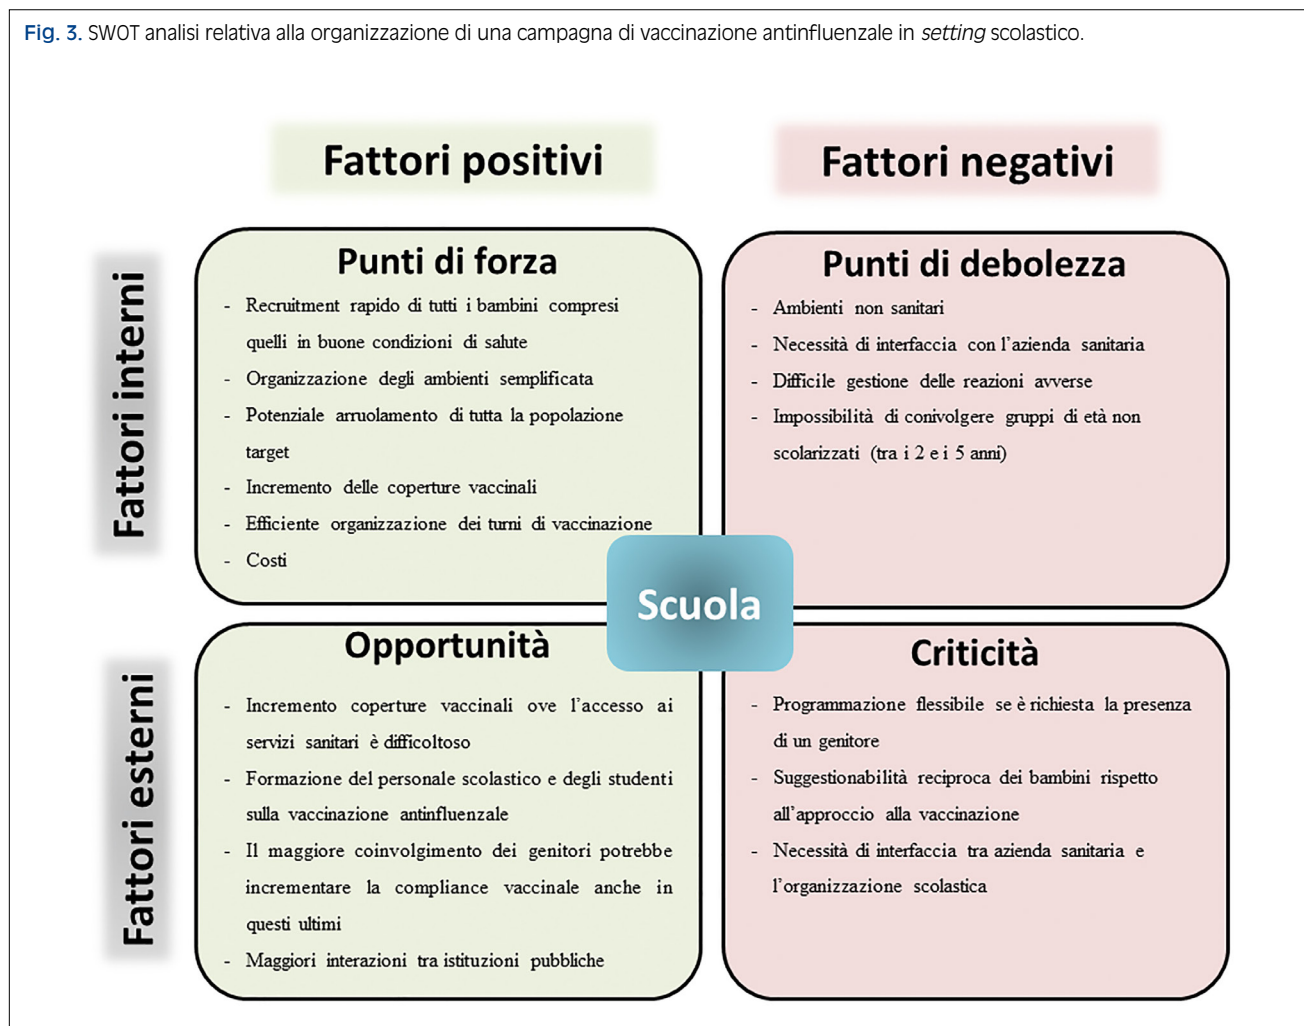 Fig. 3. SWOT analisi relativa alla organizzazione di una campagna di vaccinazione antinfluenzale in setting scolastico.
Fattori positivi
Fattori negativi
Fattori interni
Punti di forza
- Recruitment rapido di tutti i bambini compresi
quelli in buone condizioni di salute
- Organizzazione degli ambienti semplificata
- Potenziale arruolamento di tutta la popolazione
target
- Incremento delle coperture vaccinali
- Efficiente organizzazione dei turni di vaccinazione
- Costi
Punti di debolezza
- Ambienti non sanitari
- Necessità di interfaccia con l'azienda sanitaria
- Difficile gestione delle reazioni avverse
- Impossibilità di conivolgere gruppi di età non
scolarizzati (tra i 2 e i 5 anni)
Scuola
Fattori esterni
Opportunità
- Incremento coperture vaccinali ove l'accesso ai
servizi sanitari è difficoltoso
- Formazione del personale scolastico e degli studenti
sulla vaccinazione antinfluenzale
- Il maggiore coinvolgimento dei genitori potrebbe
incrementare la compliance vaccinale anche in
questi ultimi
- Maggiori interazioni tra istituzioni pubbliche
Criticità
- Programmazione flessibile se è richiesta la presenza
di un genitore
- Suggestionabilità reciproca dei bambini rispetto
all'approccio alla vaccinazione
- Necessità di interfaccia tra azienda sanitaria e
l'organizzazione scolastica